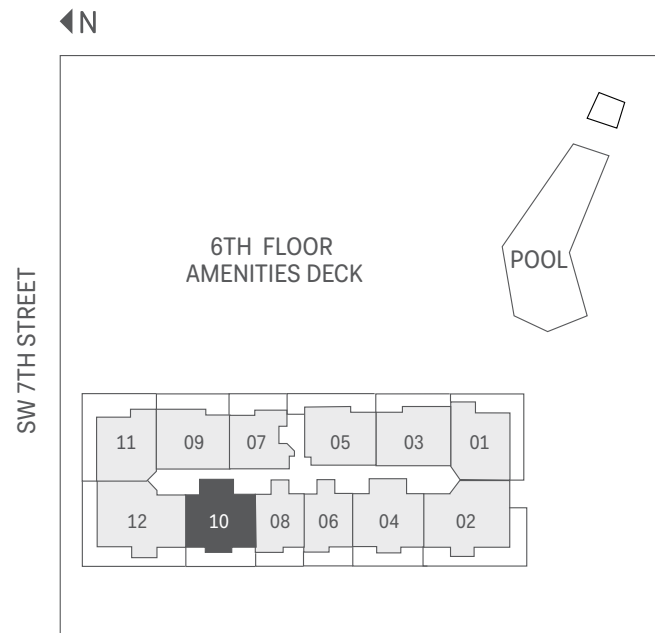 N
6TH FLOOR
AMENITIES DECK
POOL
SW 7TH STREET
11 09 07 05 03 01
12 10 08 06 04 02